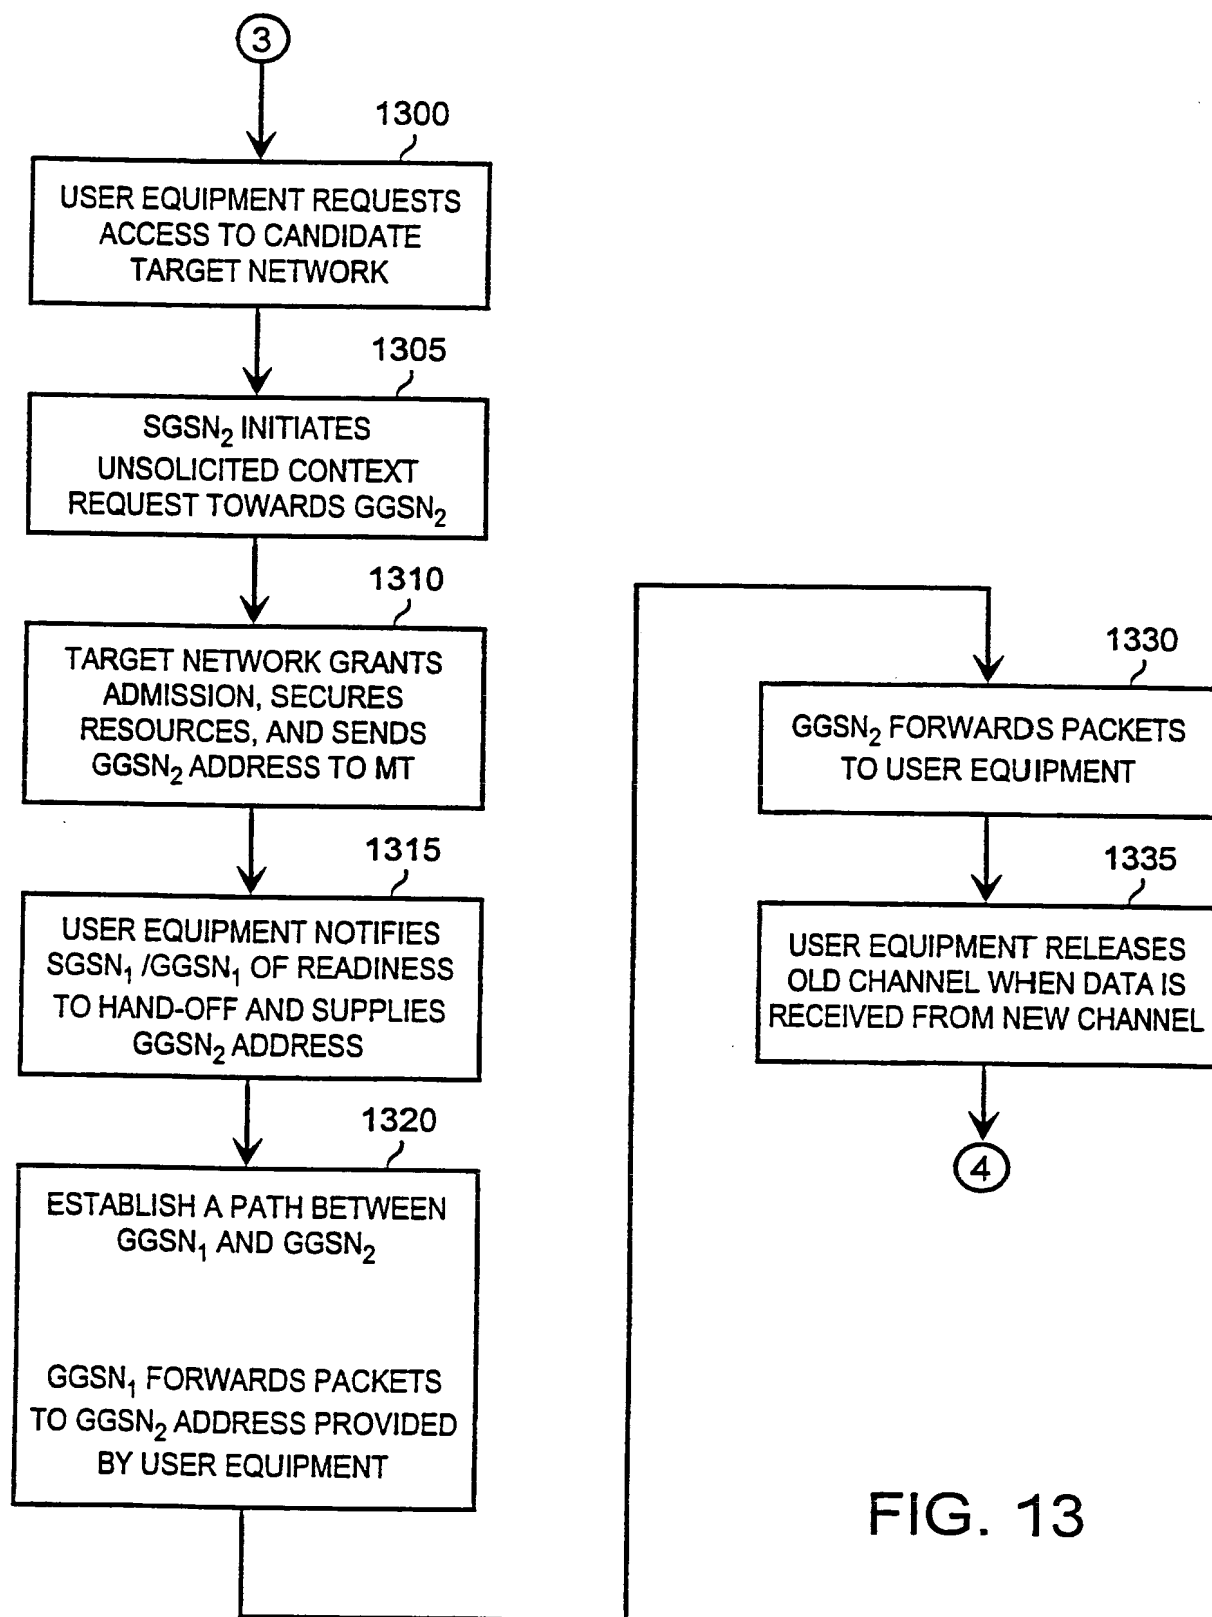 3
1300
USER EQUIPMENT REQUESTS
ACCESS TO CANDIDATE
TARGET NETWORK
1305
SGSN₂ INITIATES
UNSOLICITED CONTEXT
REQUEST TOWARDS GGSN₂
1310
TARGET NETWORK GRANTS
ADMISSION, SECURES
RESOURCES, AND SENDS
GGSN₂ ADDRESS TO MT
1315
USER EQUIPMENT NOTIFIES
SGSN₁ /GGSN₁ OF READINESS
TO HAND-OFF AND SUPPLIES
GGSN₂ ADDRESS
1320
ESTABLISH A PATH BETWEEN
GGSN₁ AND GGSN₂
GGSN₁ FORWARDS PACKETS
TO GGSN₂ ADDRESS PROVIDED
BY USER EQUIPMENT
1330
GGSN₂ FORWARDS PACKETS
TO USER EQUIPMENT
1335
USER EQUIPMENT RELEASES
OLD CHANNEL WHEN DATA IS
RECEIVED FROM NEW CHANNEL
4
FIG. 13